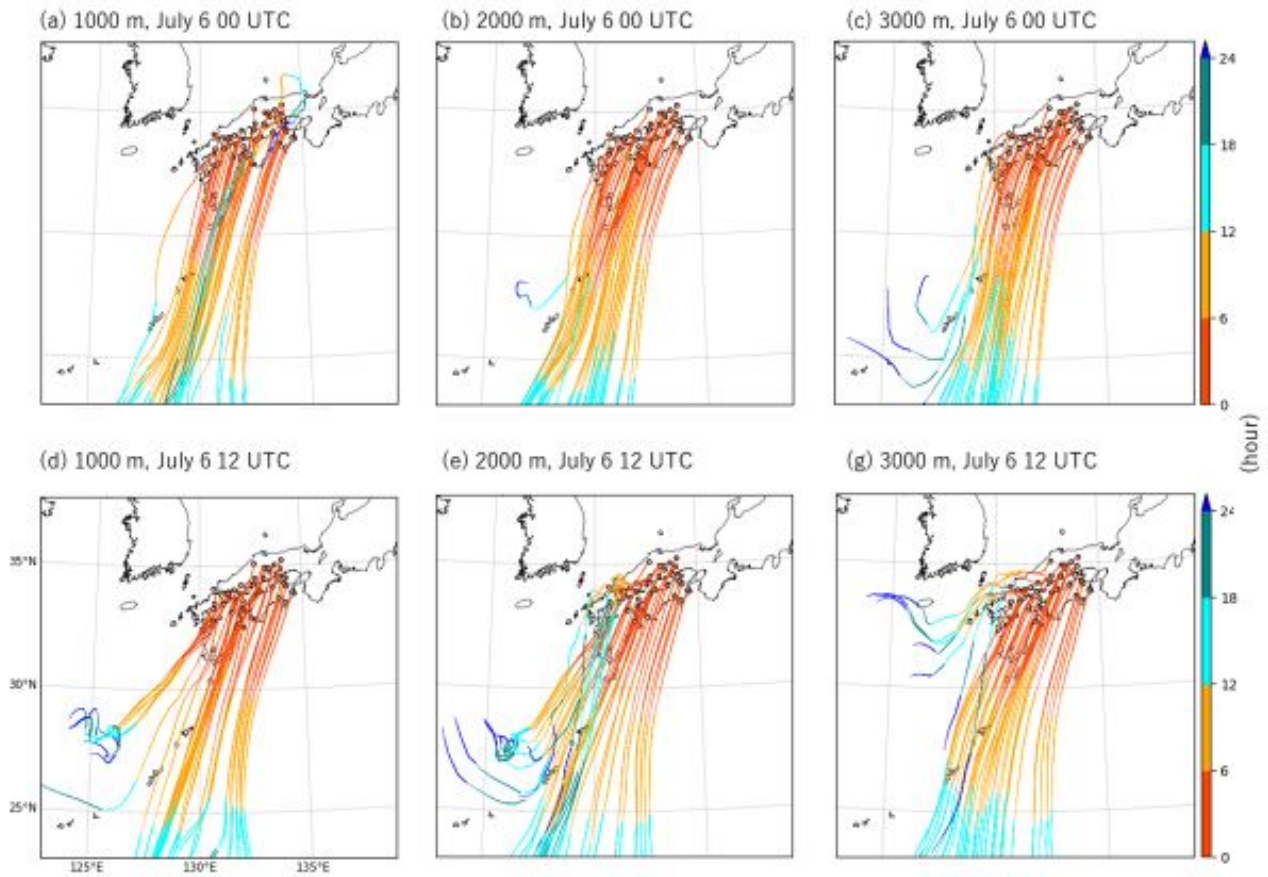 (a) 1000 m, July 6 00 UTC
(b) 2000 m, July 6 00 UTC
(c) 3000 m, July 6 00 UTC
24
18
12
6
0
(hour)
(d) 1000 m, July 6 12 UTC
(e) 2000 m, July 6 12 UTC
(g) 3000 m, July 6 12 UTC
35°N
30°N
25°N
125°E
130°E
135°E
24
18
12
6
0